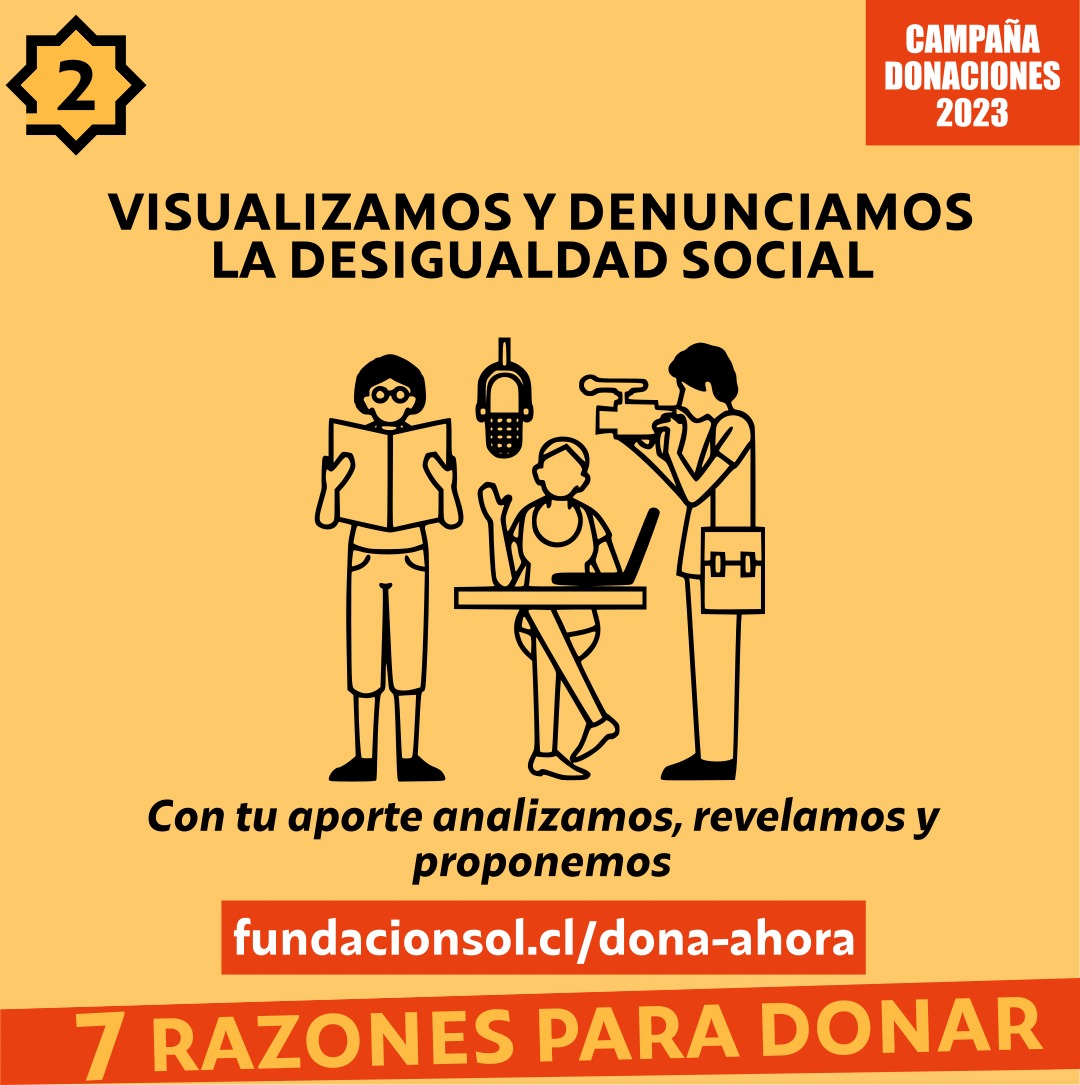 2
CAMPAÑA
DONACIONES
2023
VISUALIZAMOS Y DENUNCIAMOS
LA DESIGUALDAD SOCIAL
Con tu aporte analizamos, revelamos y
proponemos
fundacionsol.cl/dona-ahora
7 RAZONES PARA DONAR